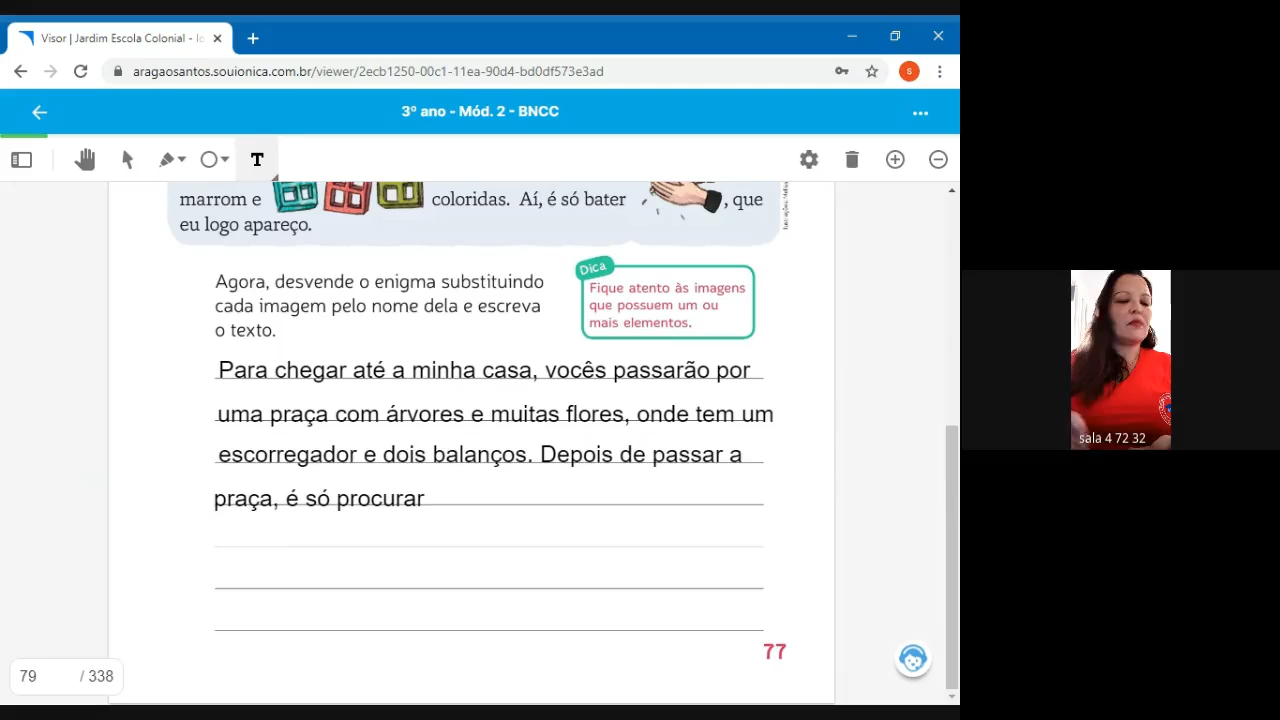 Visor | Jardim Escola Colonial - Io
aragaosantos.souionica.com.br/viewer/2ecb1250-00c1-11ea-90d4-bd0df573e3ad
S
3º ano - Mód. 2 - BNCC
T
marrom e coloridas. Aí, é só bater , que
eu logo apareço.
Agora, desvende o enigma substituindo
cada imagem pelo nome dela e escreva
o texto.
Dica
Fique atento às imagens
que possuem um ou
mais elementos.
Para chegar até a minha casa, vocês passarão por
uma praça com árvores e muitas flores, onde tem um
escorregador e dois balanços. Depois de passar a
praça, é só procurar
77
79 / 338
sala 4 72 32